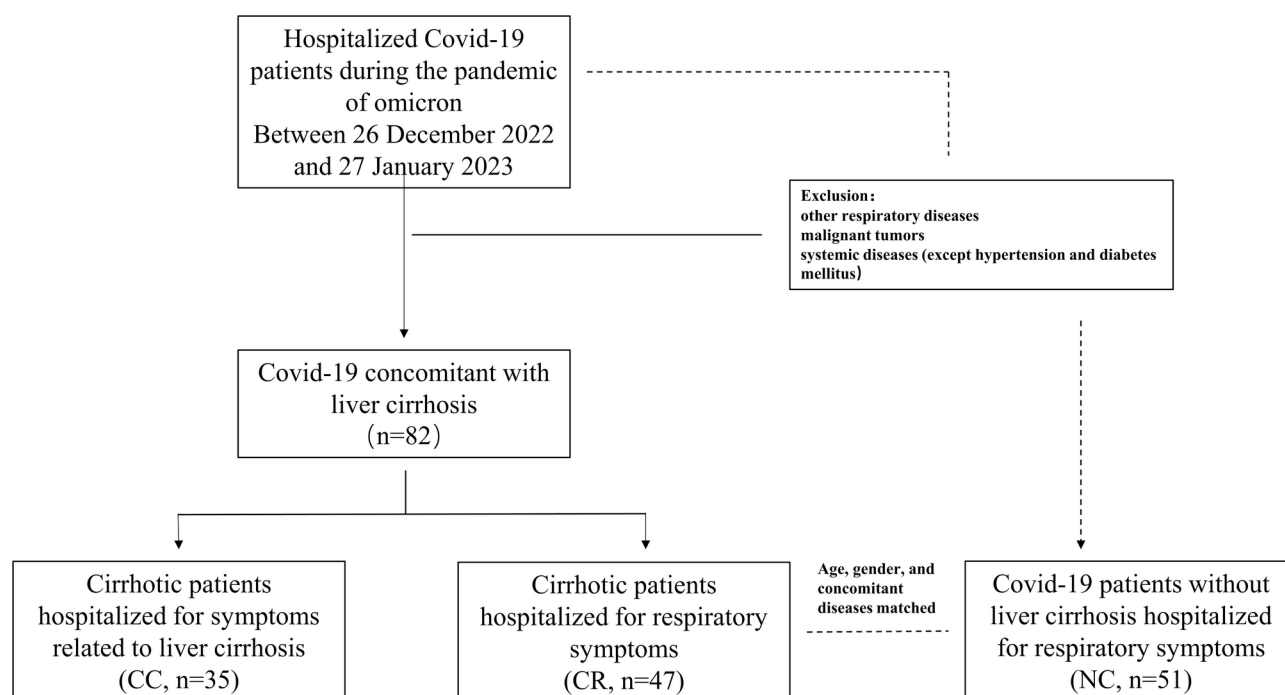 Hospitalized Covid-19
patients during the pandemic
of omicron
Between 26 December 2022
and 27 January 2023
Exclusion：
other respiratory diseases
malignant tumors
systemic diseases (except hypertension and diabetes
mellitus）
Covid-19 concomitant with
liver cirrhosis
（n=82）
Cirrhotic patients
hospitalized for symptoms
related to liver cirrhosis
(CC, n=35)
Cirrhotic patients
hospitalized for respiratory
symptoms
(CR, n=47)
Age, gender, and
concomitant
diseases matched
Covid-19 patients without
liver cirrhosis hospitalized
for respiratory symptoms
(NC, n=51)